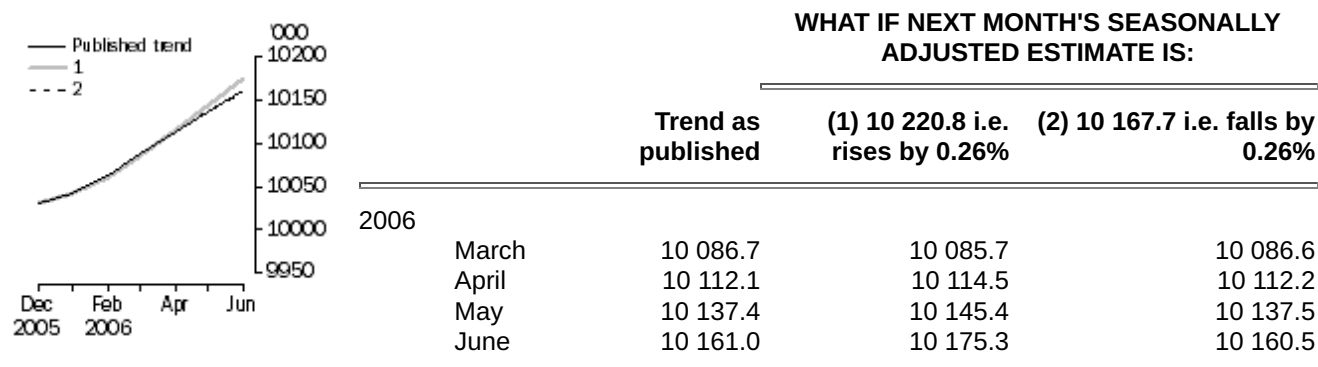 '000
Published trend
1
2
10200
10150
10100
10050
10000
9950
Dec Feb Apr Jun
2005 2006
WHAT IF NEXT MONTH'S SEASONALLY
ADJUSTED ESTIMATE IS:
Trend as (1) 10 220.8 i.e. (2) 10 167.7 i.e. falls by
published rises by 0.26% 0.26%
2006
March 10 086.7 10 085.7 10 086.6
April 10 112.1 10 114.5 10 112.2
May 10 137.4 10 145.4 10 137.5
June 10 161.0 10 175.3 10 160.5